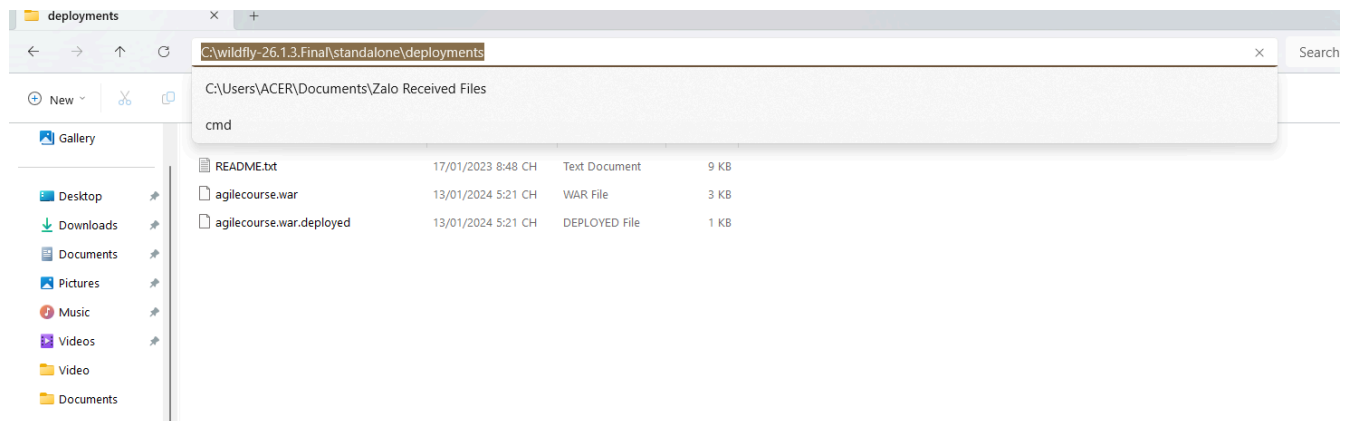 deployments
C:\wildfly-26.1.3.Final\standalone\deployments
Search
C:\Users\ACER\Documents\Zalo Received Files
cmd
New
Gallery
Desktop
Downloads
Documents
Pictures
Music
Videos
Video
Documents
README.txt 17/01/2023 8:48 CH Text Document 9 KB
agilecourse.war 13/01/2024 5:21 CH WAR File 3 KB
agilecourse.war.deployed 13/01/2024 5:21 CH DEPLOYED File 1 KB